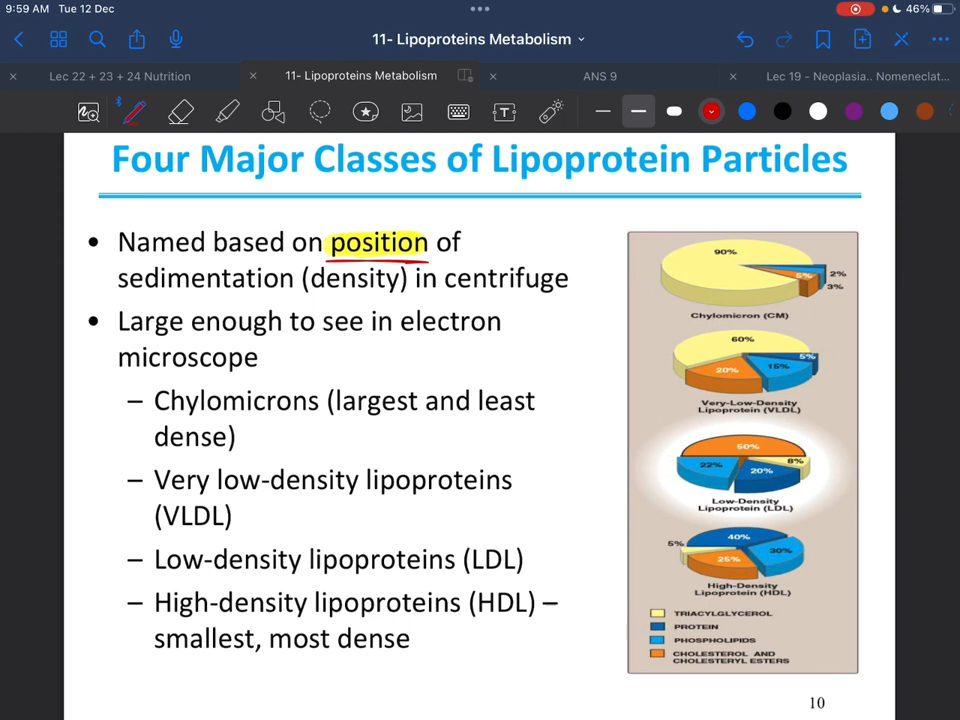 9:59 AM Tue 12 Dec
46%
11- Lipoproteins Metabolism
Lec 22 + 23 + 24 Nutrition
11- Lipoproteins Metabolism
ANS 9
Lec 19 - Neoplasia.. Nomeneclat...
Four Major Classes of Lipoprotein Particles
• Named based on position of
sedimentation (density) in centrifuge
• Large enough to see in electron
microscope
– Chylomicrons (largest and least
dense)
– Very low-density lipoproteins
(VLDL)
– Low-density lipoproteins (LDL)
– High-density lipoproteins (HDL) –
smallest, most dense
90%
5%
2%
3%
Chylomicron (CM)
60%
5%
20%
15%
Very-Low-Density
Lipoprotein (VLDL)
50%
8%
22%
20%
Low-Density
Lipoprotein (LDL)
40%
5%
30%
25%
High-Density
Lipoprotein (HDL)
TRIACYLGLYCEROL
PROTEIN
PHOSPHOLIPIDS
CHOLESTEROL AND
CHOLESTERYL ESTERS
10